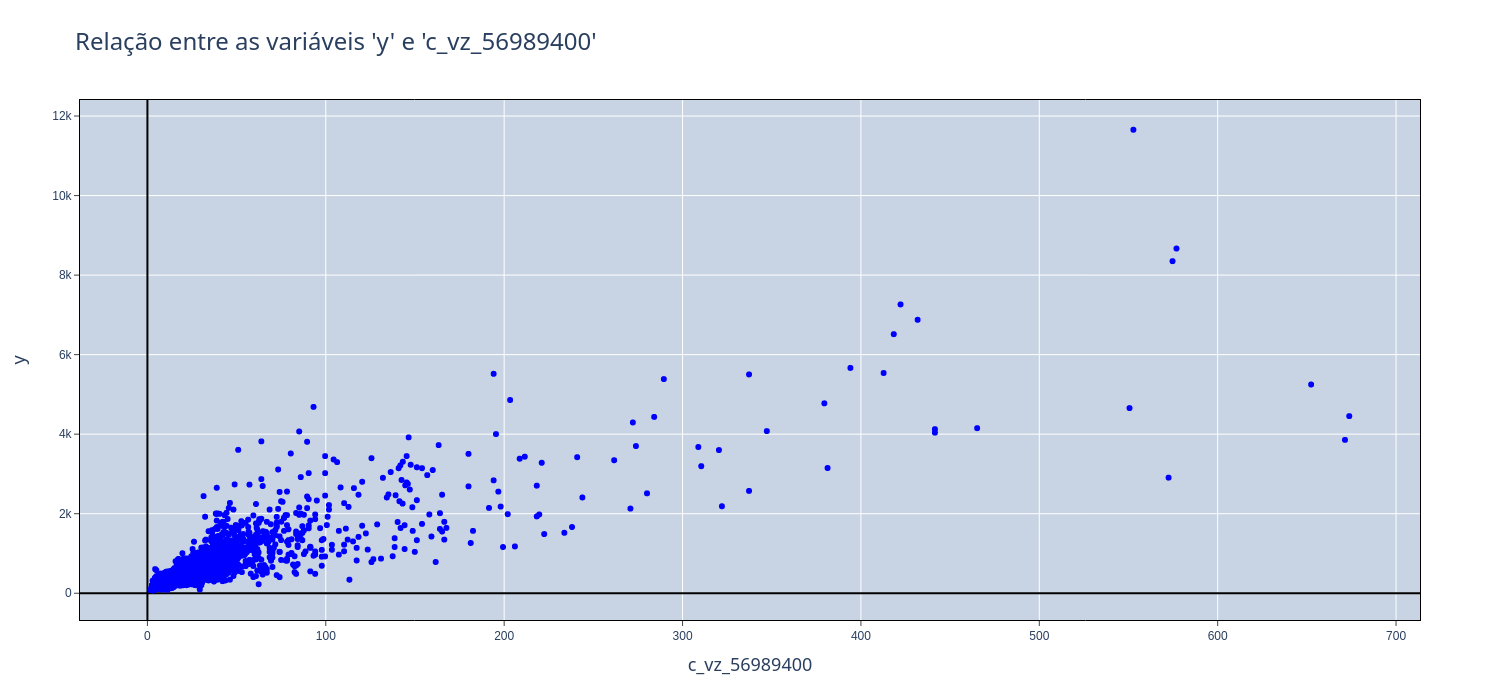 Relação entre as variáveis 'y' e 'c_vz_56989400'
12k
10k
8k
6k
4k
2k
0
y
0 100 200 300 400 500 600 700
c_vz_56989400